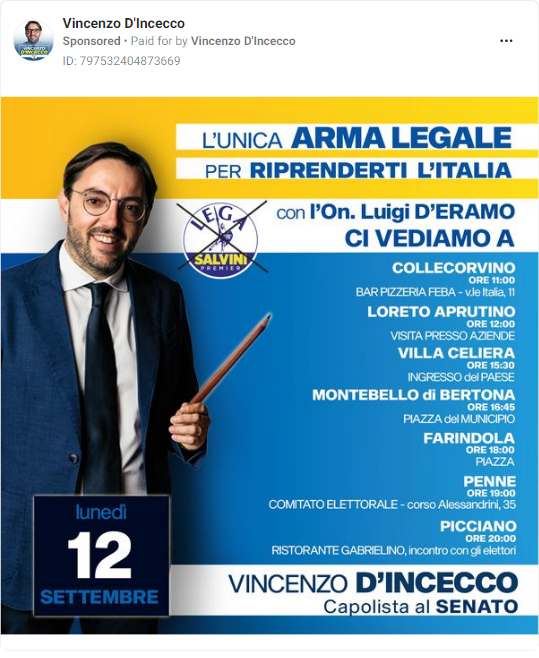 Vincenzo D'Incecco
Sponsored • Paid for by Vincenzo D'Incecco
ID: 797532404873669
L'UNICA ARMA LEGALE
PER RIPRENDERTI L'ITALIA
LEGA
SALVINI
PREMIER
con l'On. Luigi D'ERAMO
CI VEDIAMO A
COLLECORVINO
ORE 11:00
BAR PIZZERIA FEBA - v.le Italia, 11
LORETO APRUTINO
ORE 12:00
VISITA PRESSO AZIENDE
VILLA CELIERA
ORE 15:30
INGRESSO del PAESE
MONTEBELLO di BERTONA
ORE 16:45
PIAZZA del MUNICIPIO
FARINDOLA
ORE 18:00
PIAZZA
PENNE
ORE 19:00
COMITATO ELETTORALE - corso Alessandrini, 35
PICCIANO
ORE 20:00
RISTORANTE GABRIELINO, incontro con gli elettori
lunedì
12
SETTEMBRE
VINCENZO D'INCECCO
Capolista al SENATO